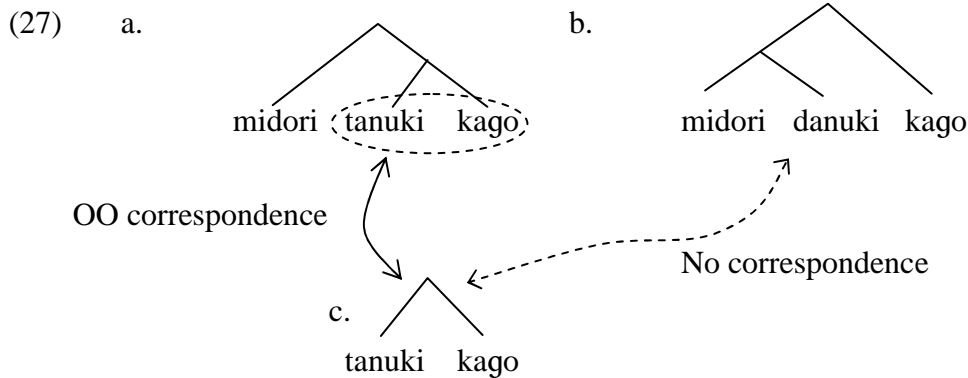 (27) a. b.
midori tanuki kago midori danuki kago
OO correspondence
No correspondence
c.
tanuki kago